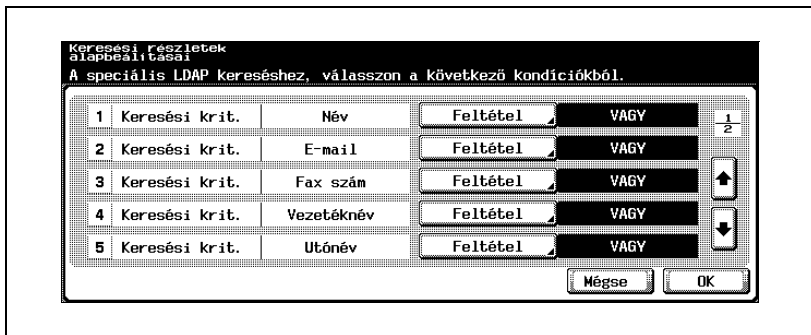 Keresési részletek
alapbeálításai
A speciális LDAP kereséshez, válasszon a következő kondíciókból.
1 Keresési krit. Név Feltétel VAGY
1/2
2 Keresési krit. E-mail Feltétel VAGY
3 Keresési krit. Fax szám Feltétel VAGY
4 Keresési krit. Vezetéknév Feltétel VAGY
5 Keresési krit. Utónév Feltétel VAGY
Mégse OK